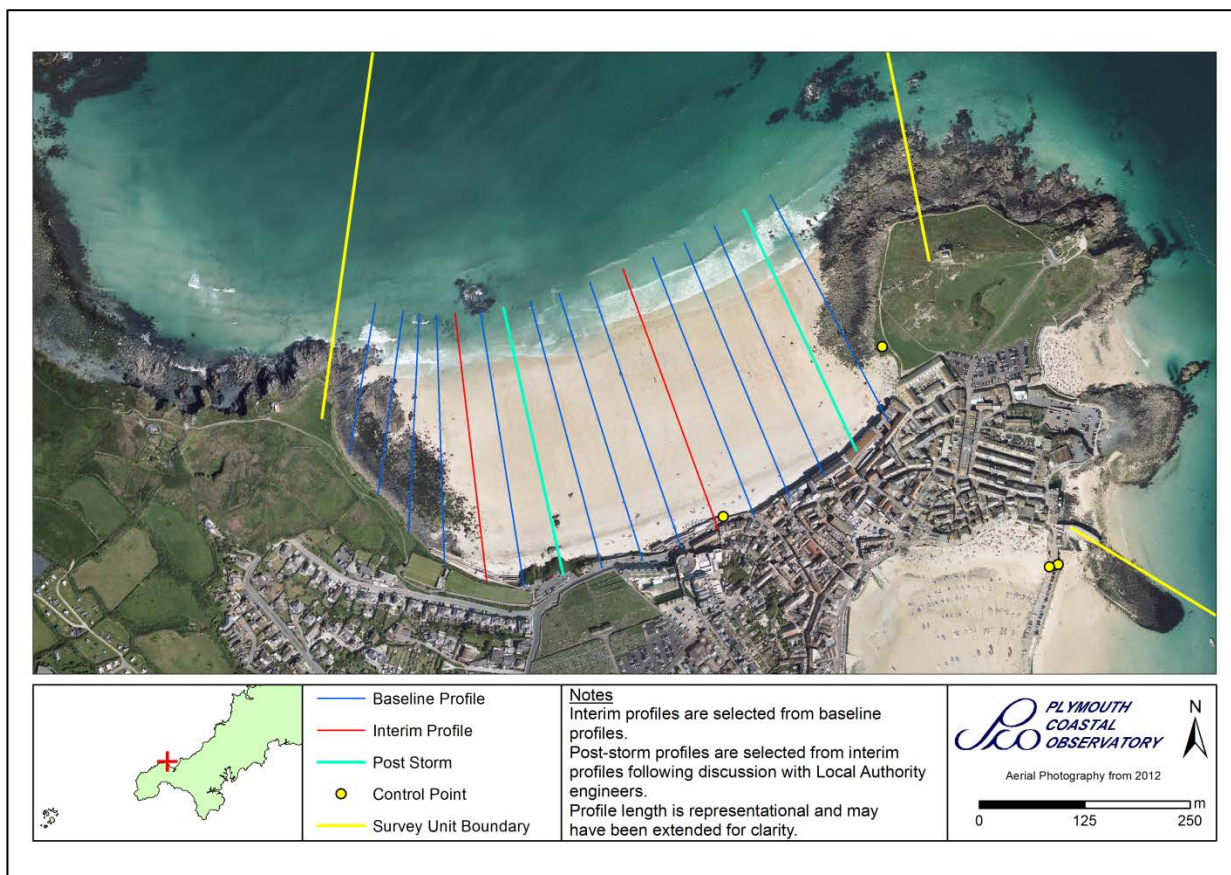 Baseline Profile
Interim Profile
Post Storm
Control Point
Survey Unit Boundary
Notes
Interim profiles are selected from baseline
profiles.
Post-storm profiles are selected from interim
profiles following discussion with Local Authority
engineers.
Profile length is representational and may
have been extended for clarity.
PLYMOUTH
COASTAL
OBSERVATORY
N
Aerial Photography from 2012
m
0 125 250